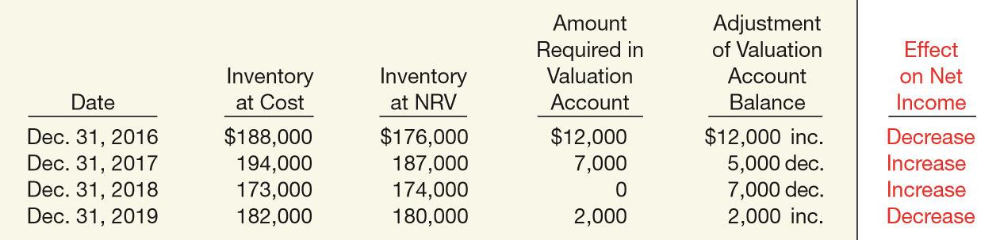 Amount Adjustment
Required in of Valuation Effect
Inventory Inventory Valuation Account on Net
Date at Cost at NRV Account Balance Income
Dec. 31, 2016 $188,000 $176,000 $12,000 $12,000 inc. Decrease
Dec. 31, 2017 194,000 187,000 7,000 5,000 dec. Increase
Dec. 31, 2018 173,000 174,000 0 7,000 dec. Increase
Dec. 31, 2019 182,000 180,000 2,000 2,000 inc. Decrease